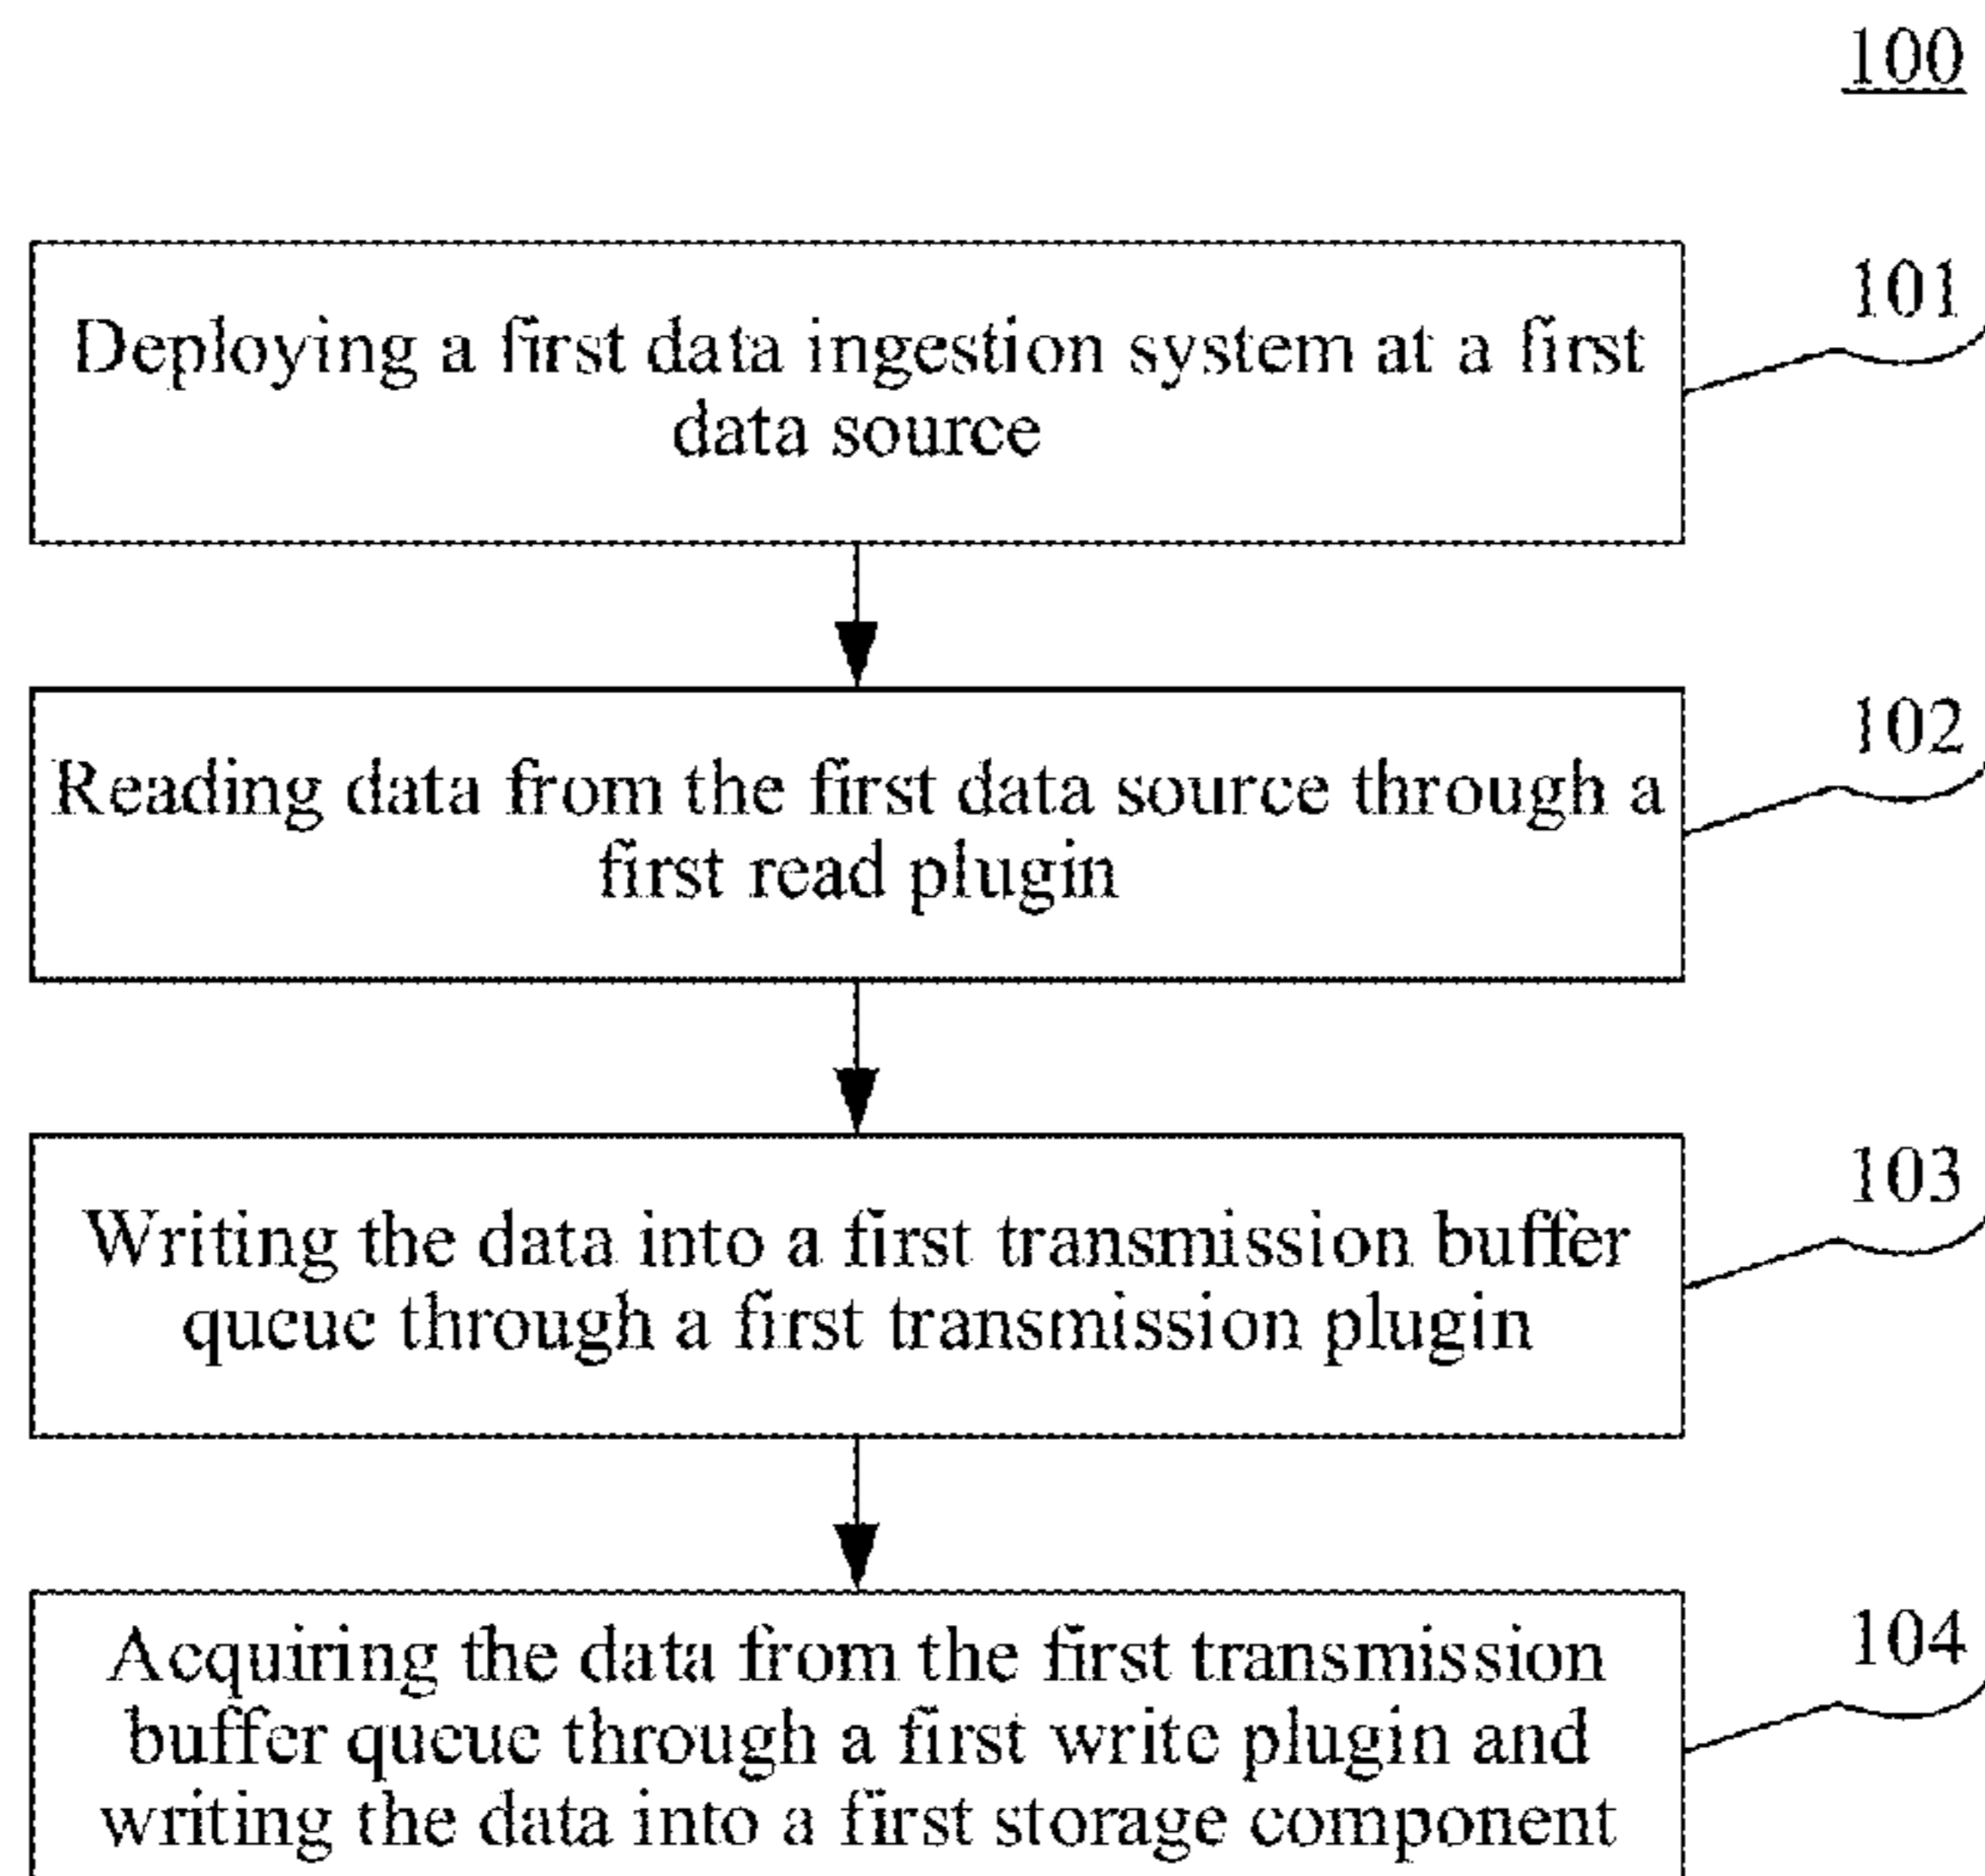 100
101
Deploying a first data ingestion system at a first
data source
102
Reading data from the first data source through a
first read plugin
103
Writing the data into a first transmission buffer
queue through a first transmission plugin
104
Acquiring the data from the first transmission
buffer queue through a first write plugin and
writing the data into a first storage component